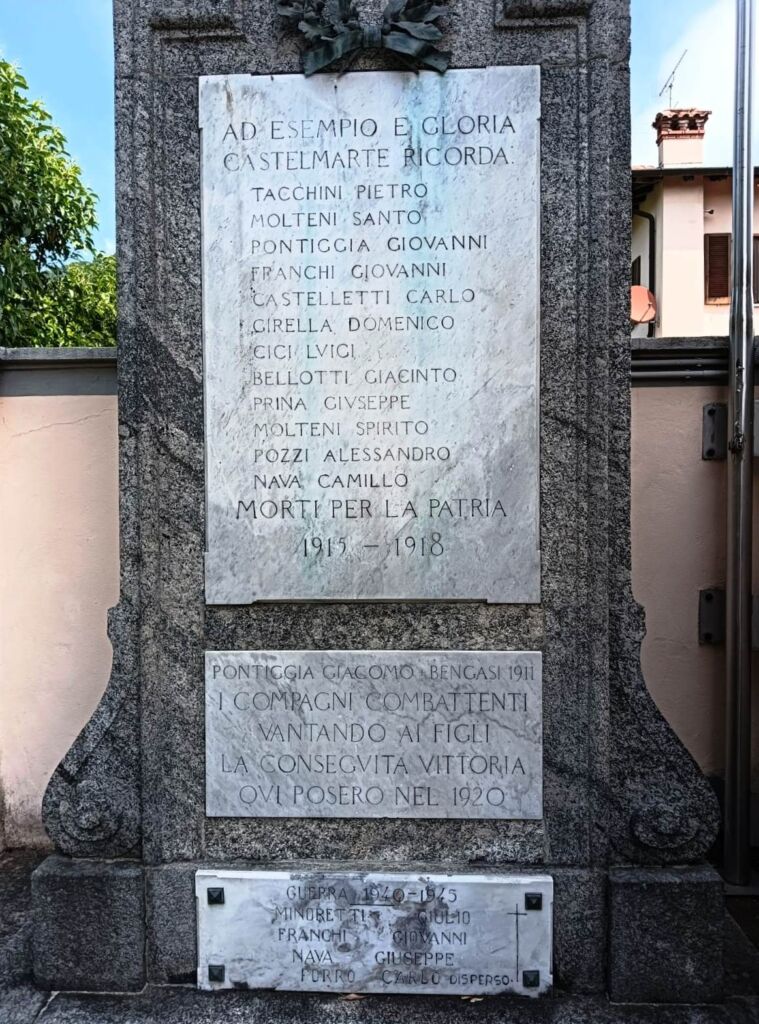 AD ESEMPIO E GLORIA
CASTELMARTE RICORDA:
TACCHINI PIETRO
MOLTENI SANTO
PONTIGGIA GIOVANNI
FRANCHI GIOVANNI
CASTELLETTI CARLO
GIRELLA DOMENICO
CICI LVIGI
BELLOTTI GIACINTO
PRINA GIVSEPPE
MOLTENI SPIRITO
POZZI ALESSANDRO
NAVA CAMILLO
MORTI PER LA PATRIA
1915 - 1918
PONTIGGIA GIACOMO : BENGASI 1911
I COMPAGNI COMBATTENTI
VANTANDO AI FIGLI
LA CONSEGVITA VITTORIA
QVI POSERO NEL 1920
GUERRA 1940-1945
MINORETTI GIULIO
FRANCHI GIOVANNI
NAVA GIUSEPPE
PORRO CARLO DISPERSO.